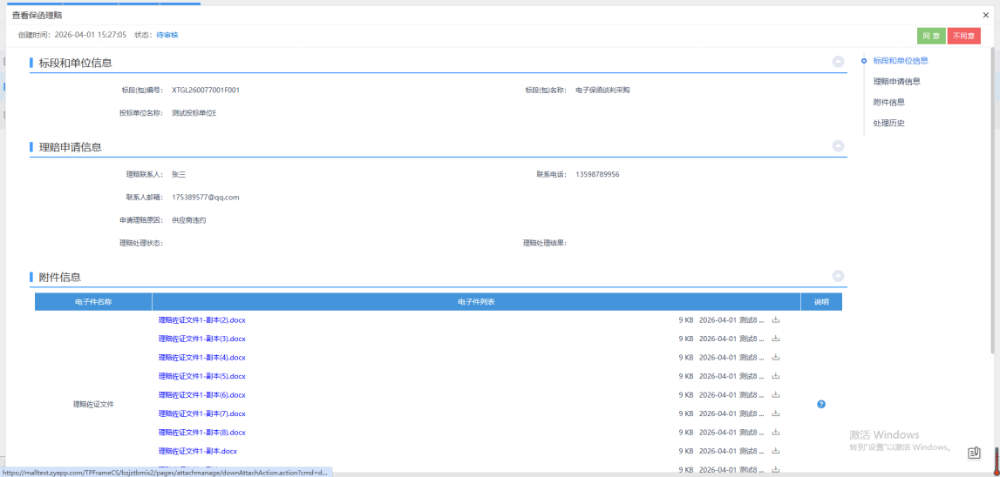 查看保函理赔
创建时间: 2026-04-01 15:27:05 状态: 待审核
同意 不同意
标段和单位信息
标段(包)编号: XTGL260077001F001 标段(包)名称: 电子保函谈判采购
投标单位名称: 测试投标单位E
理赔申请信息
理赔联系人: 张三 联系电话: 13598789956
联系人邮箱: 175389577@qq.com
申请理赔原因: 供应商违约
理赔处理状态: 理赔处理结果:
附件信息
电子件名称 电子件列表 说明
理赔佐证文件1-副本(2).docx 9 KB 2026-04-01 测试8 ...
理赔佐证文件1-副本(3).docx 9 KB 2026-04-01 测试8 ...
理赔佐证文件1-副本(4).docx 9 KB 2026-04-01 测试8 ...
理赔佐证文件1-副本(5).docx 9 KB 2026-04-01 测试8 ...
理赔佐证文件1-副本(6).docx 9 KB 2026-04-01 测试8 ...
理赔佐证文件
理赔佐证文件1-副本(7).docx 9 KB 2026-04-01 测试8 ...
理赔佐证文件1-副本(8).docx 9 KB 2026-04-01 测试8 ...
理赔佐证文件1-副本.docx 9 KB 2026-04-01 测试8 ...
9 KB 2026-04-01 测试8 ...
标段和单位信息
理赔申请信息
附件信息
处理历史
激活 Windows
转到"设置"以激活 Windows。
https://malltest.zyepp.com/TPFrameCS/bzjztbmis2/pages/attachmanage/downAttachAction.action?cmd=d...